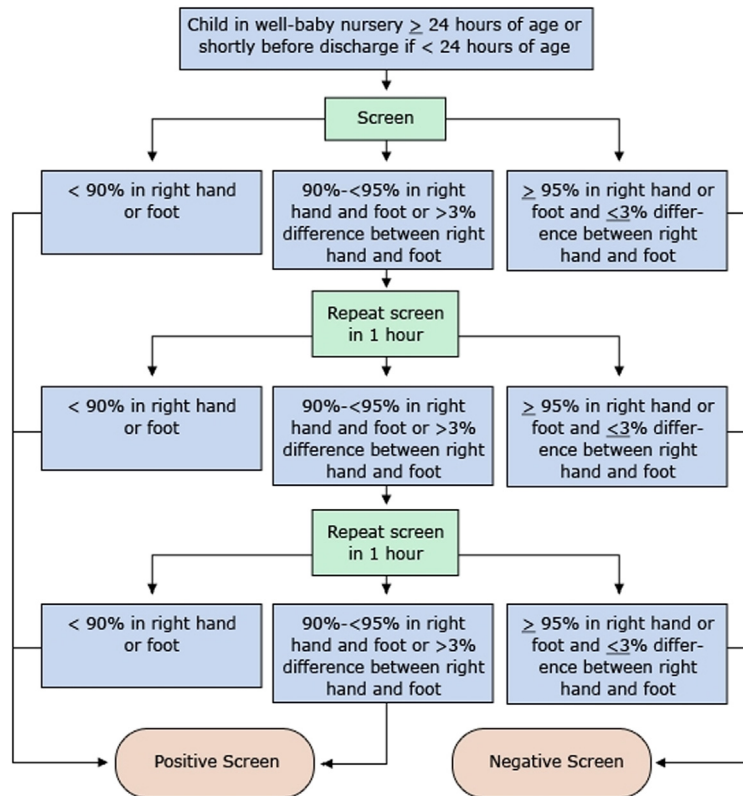 Child in well-baby nursery ≥ 24 hours of age or
shortly before discharge if < 24 hours of age
Screen
< 90% in right hand
or foot
90%-<95% in right
hand and foot or >3%
difference between right
hand and foot
≥ 95% in right hand or
foot and ≤3% differ-
ence between right
hand and foot
Repeat screen
in 1 hour
< 90% in right hand
or foot
90%-<95% in right
hand and foot or >3%
difference between right
hand and foot
≥ 95% in right hand or
foot and ≤3% differ-
ence between right
hand and foot
Repeat screen
in 1 hour
< 90% in right hand
or foot
90%-<95% in right
hand and foot or >3%
difference between right
hand and foot
≥ 95% in right hand or
foot and ≤3% differ-
ence between right
hand and foot
Positive Screen
Negative Screen